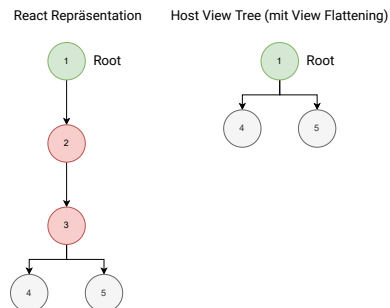 React Repräsentation
Host View Tree (mit View Flattening)
1 Root
1 Root
2
4 5
3
4 5